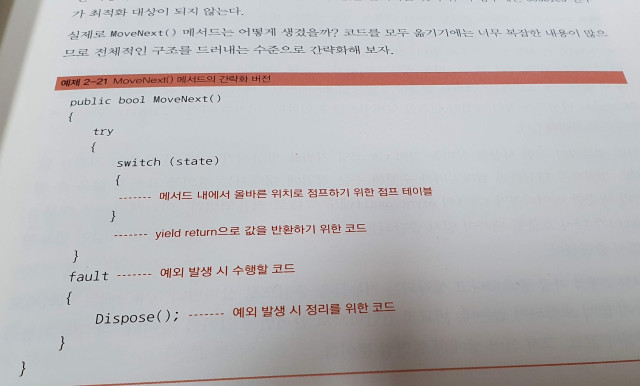 가 최적화 대상이 되지 않는다.
실제로 MoveNext() 메서드는 어떻게 생겼을까? 코드를 모두 옮기기에는 너무 복잡한 내용이 많으
므로 전체적인 구조를 드러내는 수준으로 간략화해 보자.
예제 2-21 MoveNext() 메서드의 간략화 버전
public bool MoveNext()
{
try
{
switch (state)
{
------- 메서드 내에서 올바른 위치로 점프하기 위한 점프 테이블
}
------- yield return으로 값을 반환하기 위한 코드
}
fault ------- 예외 발생 시 수행할 코드
{
Dispose(); ------- 예외 발생 시 정리를 위한 코드
}
}